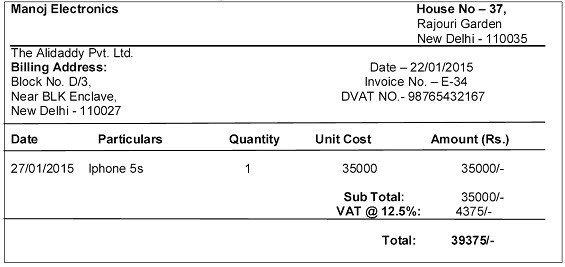 Manoj Electronics House No – 37,
Rajouri Garden
New Delhi - 110035
The Alidaddy Pvt. Ltd.
Billing Address: Date – 22/01/2015
Block No. D/3, Invoice No. – E-34
Near BLK Enclave, DVAT NO.- 98765432167
New Delhi - 110027
Date Particulars Quantity Unit Cost Amount (Rs.)
27/01/2015 Iphone 5s 1 35000 35000/-
Sub Total: 35000/-
VAT @ 12.5%: 4375/-
Total: 39375/-